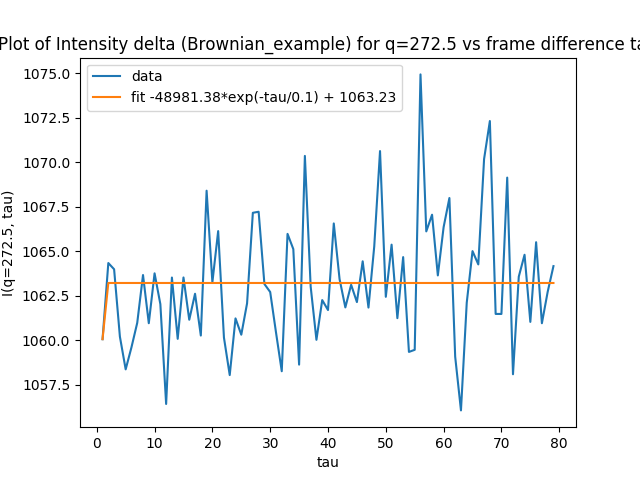 Plot of Intensity delta (Brownian_example) for q=272.5 vs frame difference ta
data
fit -48981.38*exp(-tau/0.1) + 1063.23
I(q=272.5, tau)
1075.0
1072.5
1070.0
1067.5
1065.0
1062.5
1060.0
1057.5
0 10 20 30 40 50 60 70 80
tau